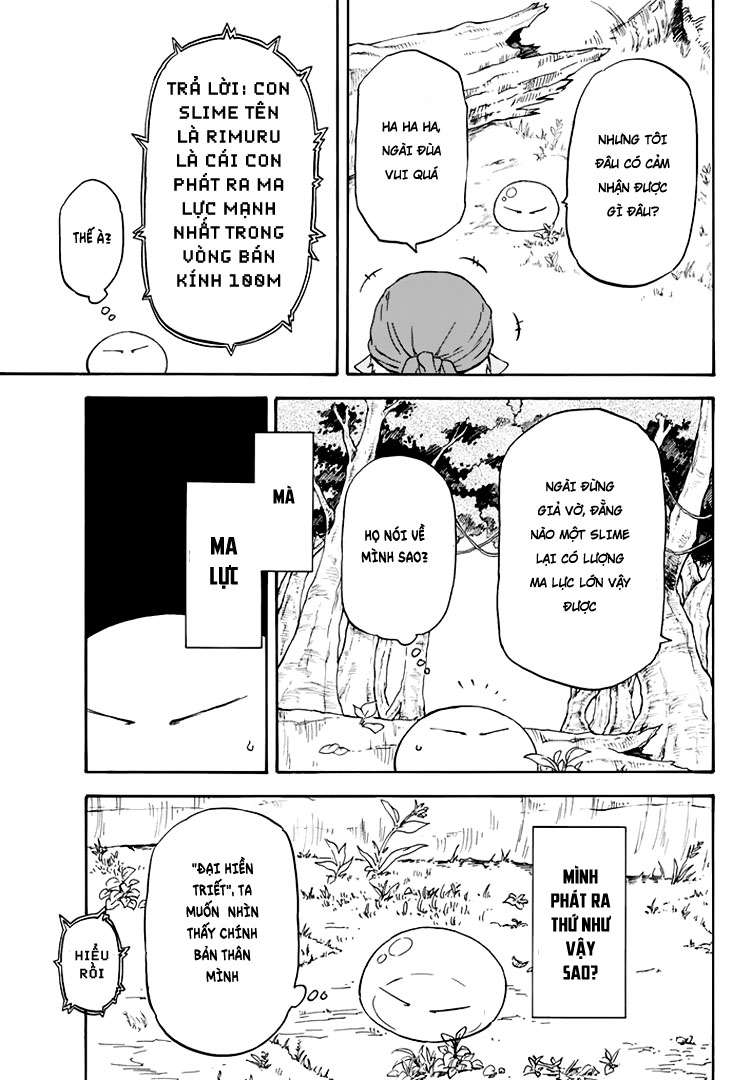 NHƯNG TÔI
ĐÂU CÓ CẢM
NHẬN ĐƯỢC
GÌ ĐÂU?
HA HA HA,
NGÀI ĐÙA
VUI QUÁ
TRẢ LỜI: CON
SLIME TÊN
LÀ RIMURU
LÀ CÁI CON
PHÁT RA MA
LỰC MẠNH
NHẤT TRONG
VÒNG BÁN
KÍNH 100M
THẾ À?
NGÀI ĐỪNG
GIẢ VỜ, ĐẰNG
NÀO MỘT SLIME
LẠI CÓ LƯỢNG
MA LỰC LỚN VẬY
ĐƯỢC
HỌ NÓI VỀ
MÌNH SAO?
MÀ
MA
LỰC
MÌNH
PHÁT RA
THỨ NHƯ
VẬY
SAO?
"ĐẠI HIỀN
TRIẾT", TA
MUỐN NHÌN
THẤY CHÍNH
BẢN THÂN
MÌNH
HIỂU
RỒI